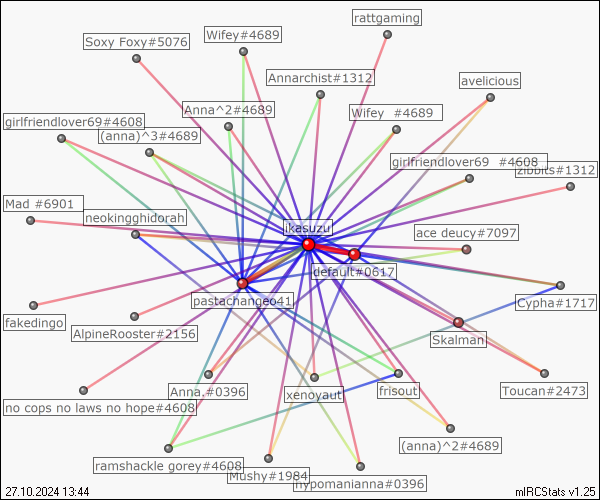 rattgaming
Wifey#4689
Soxy Foxy#5076
Annarchist#1312
avelicious
Anna^2#4689
Wifey  #4689
girlfriendlover69#4608
(anna)^3#4689
girlfriendlover69  #4608
zibbits#1312
Mad #6901
neokingghidorah
ikasuzu
ace deucy#7097
default#0617
pastachangeo41
Cypha#1717
fakedingo
AlpineRooster#2156
Skalman
Anna,#0396
xenoyaut
frisout
Toucan#2473
no cops no laws no hope#4608
(anna)^2#4689
ramshackle gorey#4608
Mushy#1984
hypomanianna#0396
27.10.2024 13:44
mIRCStats v1.25